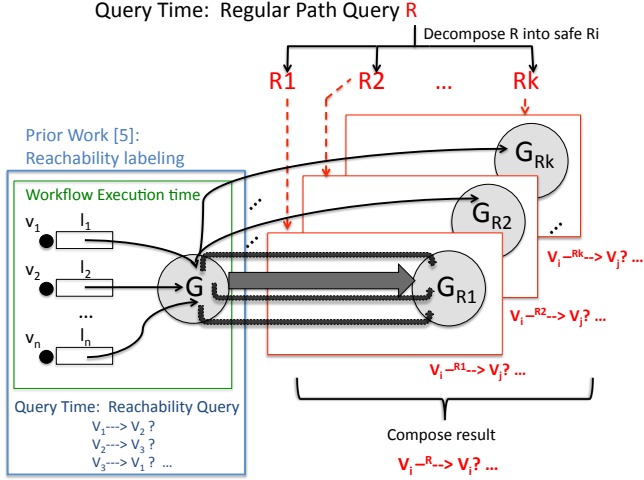 Query Time: Regular Path Query R
Decompose R into safe Ri
R1 R2 ... Rk
Prior Work [5]:
Reachability labeling
Workflow Execution time
v1 l1
v2 l2
...
vn ln
G
GRk
GR2
GR1
...
...
...
Vi –Rk--> Vj? ...
Vi –R2--> Vj? ...
Vi –R1--> Vj? ...
Query Time: Reachability Query
V1---> V2 ?
V2---> V3 ?
V3---> V1 ? ...
Compose result
Vi –R--> Vi? ...